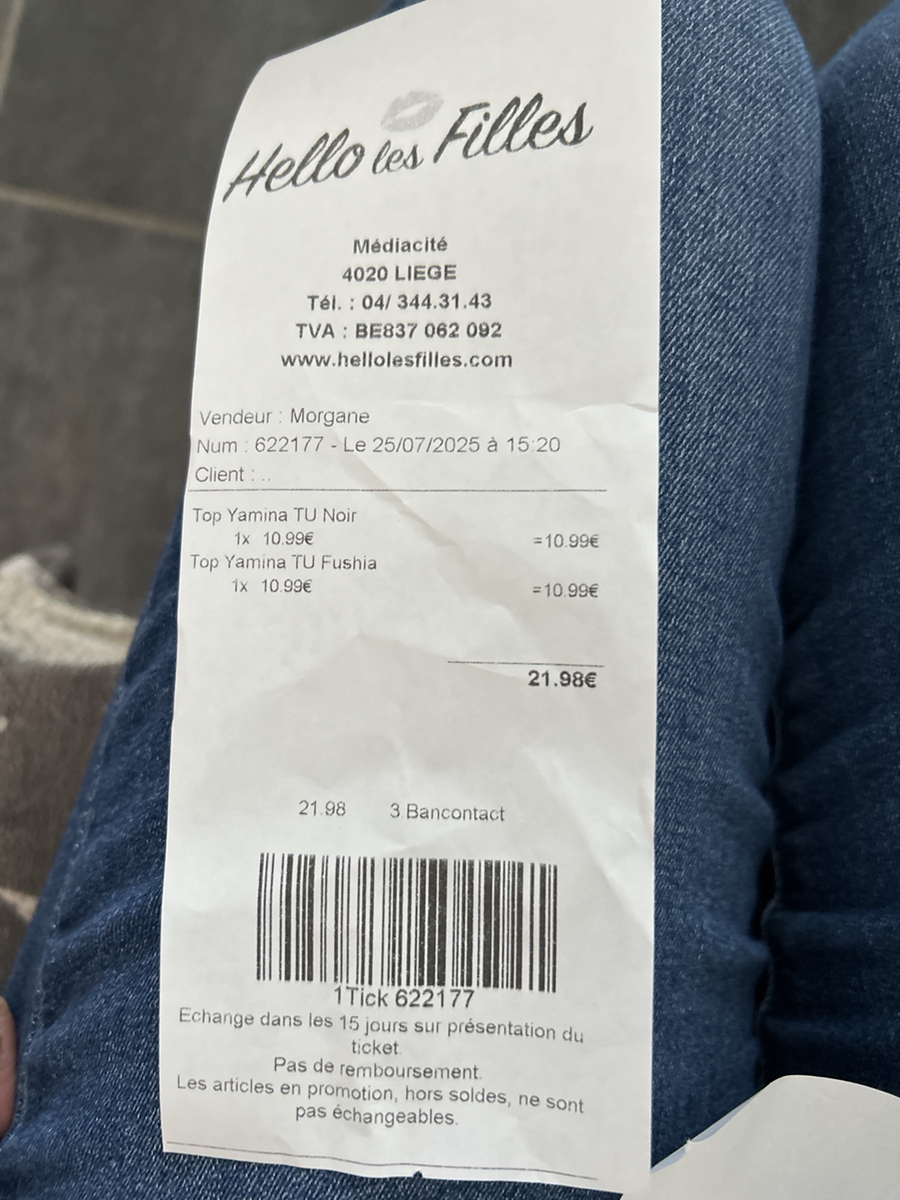 Hello les Filles
Médiacité
4020 LIEGE
Tél. : 04/ 344.31.43
TVA : BE837 062 092
www.hellolesfilles.com
Vendeur : Morgane
Num : 622177 - Le 25/07/2025 à 15:20
Client : ..
Top Yamina TU Noir
1x 10.99€ =10.99€
Top Yamina TU Fushia
1x 10.99€ =10.99€
21.98€
21.98 3.Bancontact
1Tick 622177
Echange dans les 15 jours sur présentation du
ticket.
Pas de remboursement.
Les articles en promotion, hors soldes, ne sont
pas échangeables.